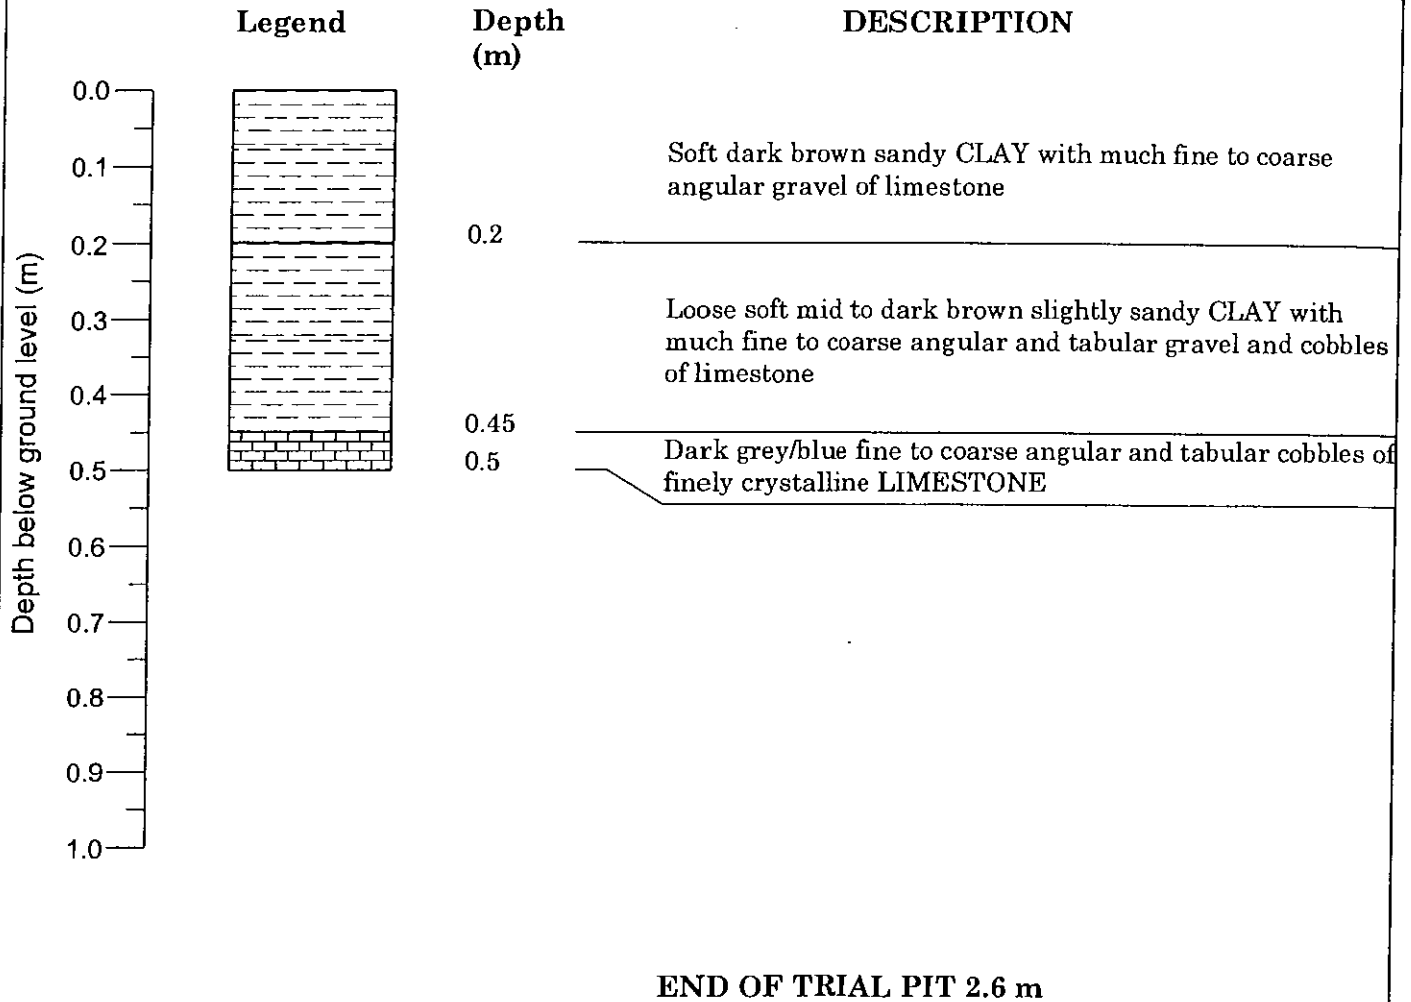 Legend
Depth
(m)
DESCRIPTION
Depth below ground level (m)
0.0
0.1
0.2
0.3
0.4
0.5
0.6
0.7
0.8
0.9
1.0
Soft dark brown sandy CLAY with much fine to coarse
angular gravel of limestone
0.2
Loose soft mid to dark brown slightly sandy CLAY with
much fine to coarse angular and tabular gravel and cobbles
of limestone
0.45
Dark grey/blue fine to coarse angular and tabular cobbles of
finely crystalline LIMESTONE
0.5
END OF TRIAL PIT 2.6 m